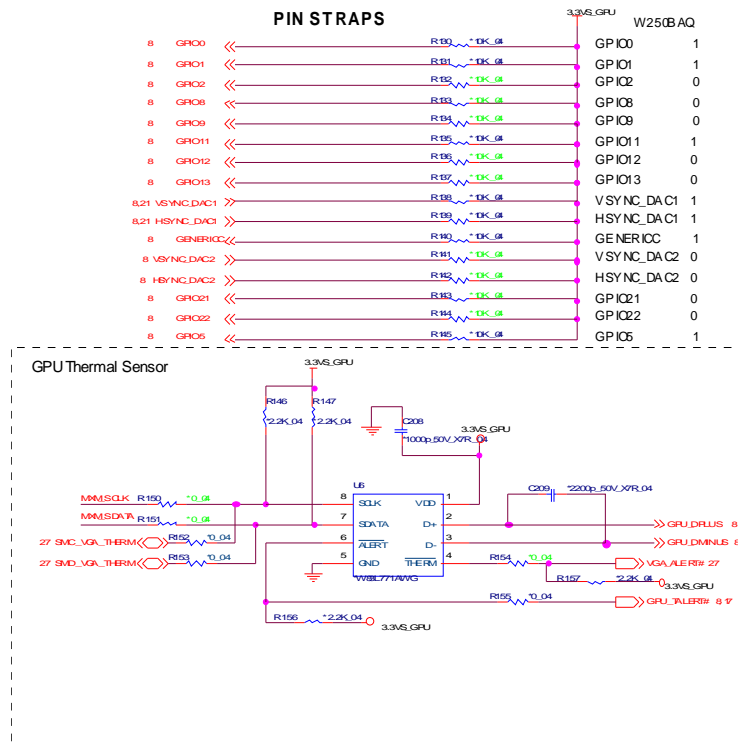 PIN STRAPS
3.3VS_GPU
W250BAQ
8 GPIO0 R130 *10K_04 GPIO0 1
8 GPIO1 R131 *10K_04 GPIO1 1
8 GPIO2 R132 *10K_04 GPIO2 0
8 GPIO8 R133 *10K_04 GPIO8 0
8 GPIO9 R134 *10K_04 GPIO9 0
8 GPIO11 R135 *10K_04 GPIO11 1
8 GPIO12 R136 *10K_04 GPIO12 0
8 GPIO13 R137 *10K_04 GPIO13 0
8,21 VSYNC_DAC1 R138 *10K_04 VSYNC_DAC1 1
8,21 HSYNC_DAC1 R139 *10K_04 HSYNC_DAC1 1
8 GENERICC R140 *10K_04 GENERICC 1
8 VSYNC_DAC2 R141 *10K_04 VSYNC_DAC2 0
8 HSYNC_DAC2 R142 *10K_04 HSYNC_DAC2 0
8 GPIO21 R143 *10K_04 GPIO21 0
8 GPIO22 R144 *10K_04 GPIO22 0
8 GPIO5 R145 *10K_04 GPIO5 1
GPU Thermal Sensor
3.3VS_GPU
R146 R147
*2.2K_04 *2.2K_04
C208
*1000p_50V_X7R_04
3.3VS_GPU
C209 *2200p_50V_X7R_04
U6
MXM_SCLK R150 *0_04
8 SCLK VDD 1
MXM_SDATA R151 *0_04
7 SDATA D+ 2
GPU_DPLUS 8
27 SMC_VGA_THERM R152 *0_04
6 ALERT D- 3
GPU_DMINUS 8
27 SMD_VGA_THERM R153 *0_04
5 GND THERM 4
R154 *0_04 VGA_ALERT# 27
W83L771AWG
R157 *2.2K_04 3.3VS_GPU
R155 *0_04 GPU_TALERT# 8,17
R156 *2.2K_04 3.3VS_GPU